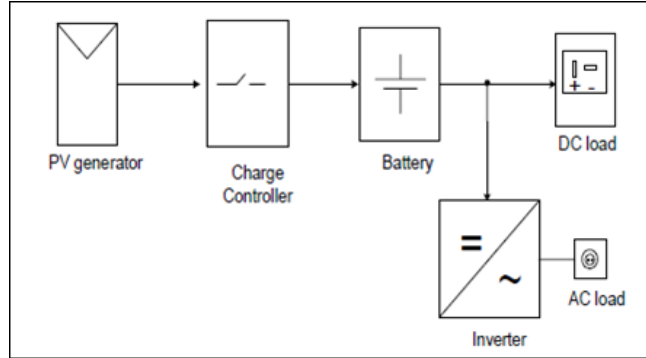 PV generator
Charge
Controller
Battery
+ -
DC load
=
~
Inverter
AC load